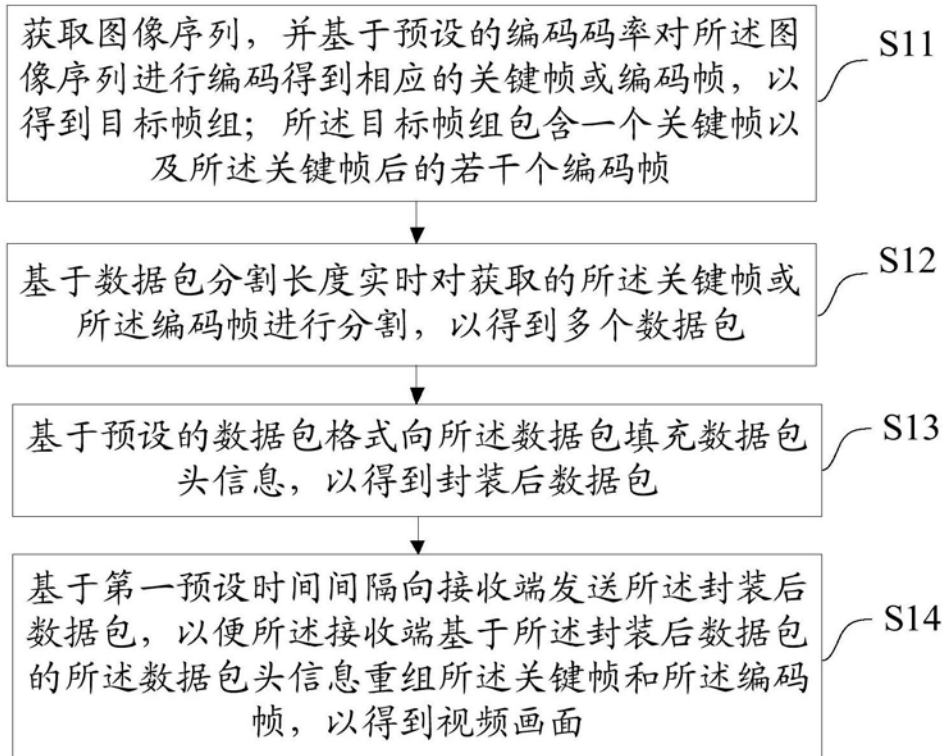 获取图像序列，并基于预设的编码码率对所述图
像序列进行编码得到相应的关键帧或编码帧，以
得到目标帧组；所述目标帧组包含一个关键帧以
及所述关键帧后的若干个编码帧
S11
基于数据包分割长度实时对获取的所述关键帧或
所述编码帧进行分割，以得到多个数据包
S12
基于预设的数据包格式向所述数据包填充数据包
头信息，以得到封装后数据包
S13
基于第一预设时间间隔向接收端发送所述封装后
数据包，以便所述接收端基于所述封装后数据包
的所述数据包头信息重组所述关键帧和所述编码
帧，以得到视频画面
S14